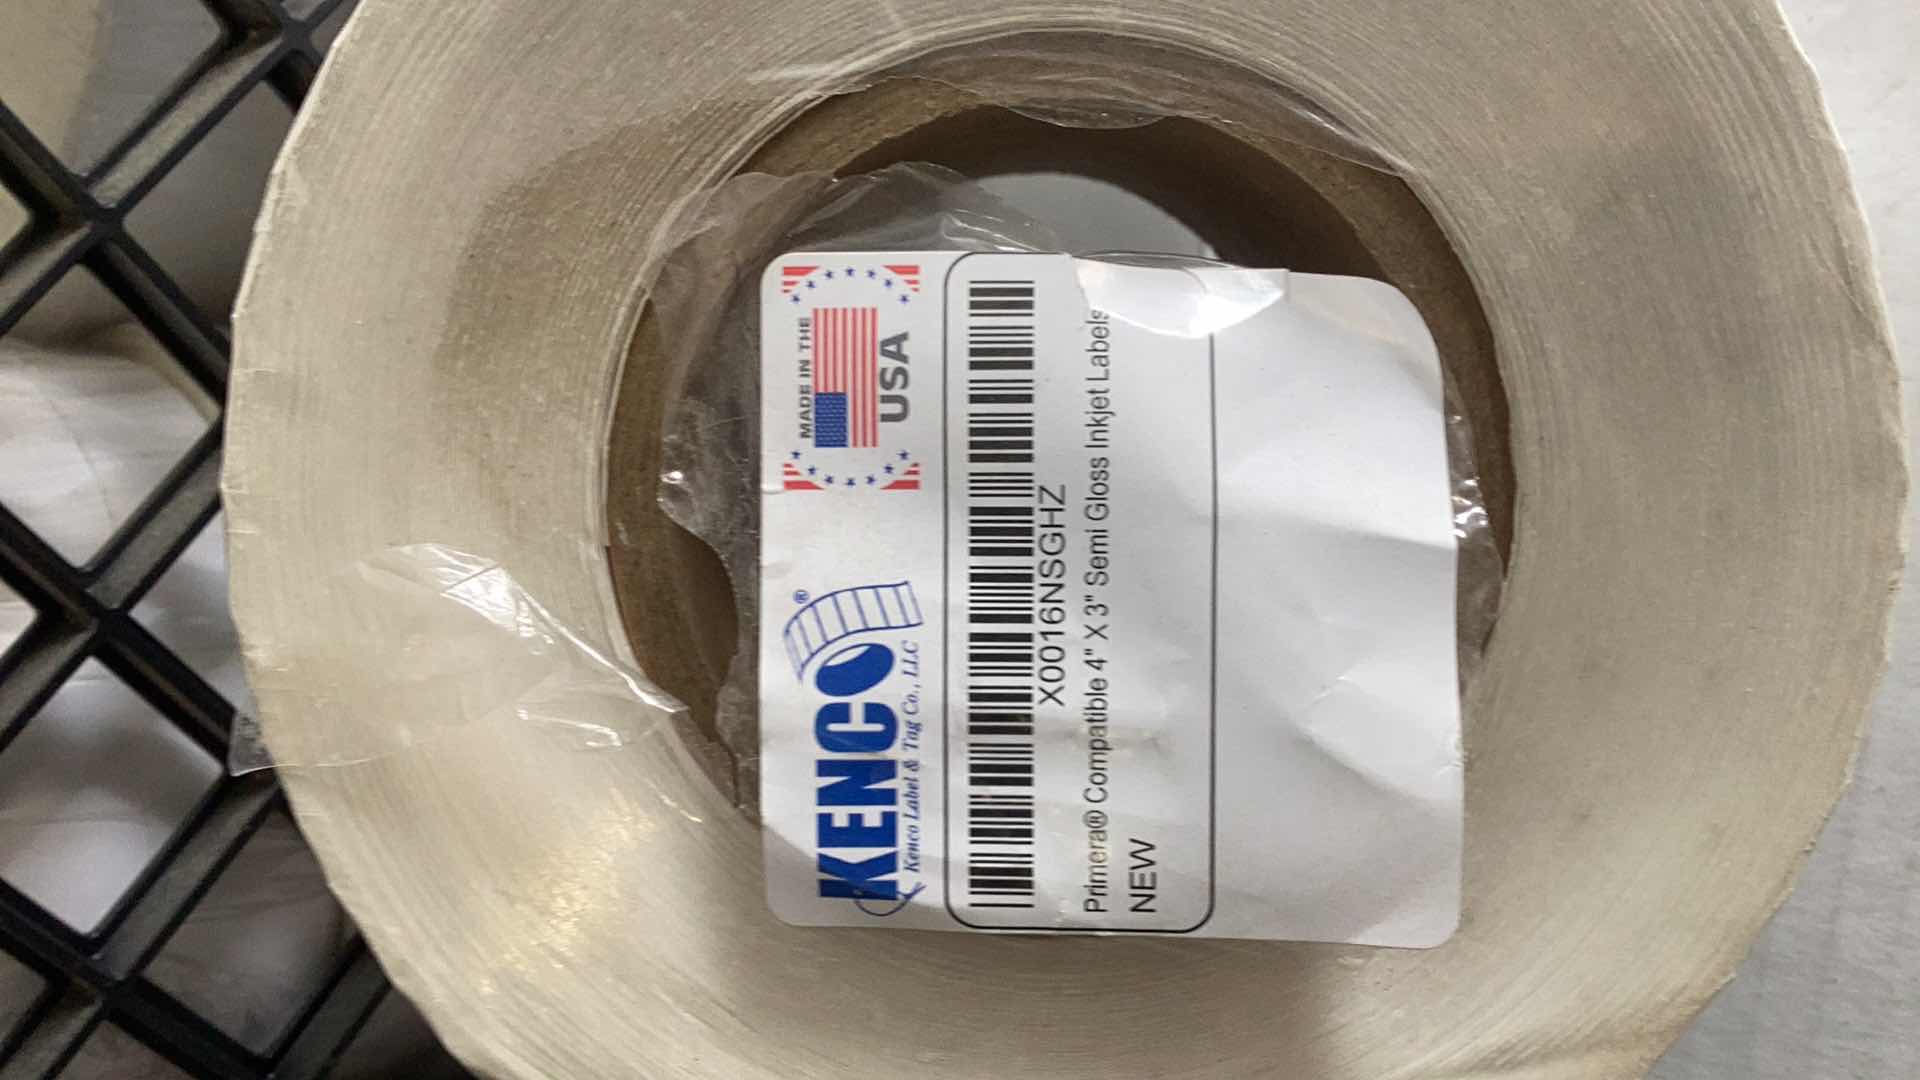 KENCO®
Kenco Label & Tag Co., LLC
MADE IN THE
USA
X0016NSGHZ
Primera® Compatible 4" X 3" Semi Gloss Inkjet Labels
NEW